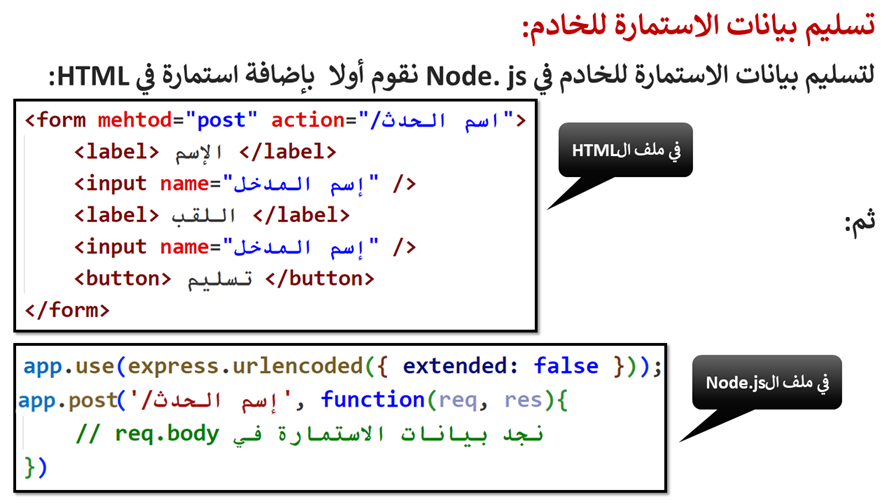 تسليم بيانات الاستمارة للخادم:
لتسليم بيانات الاستمارة للخادم في Node. js نقوم أولا بإضافة استمارة في HTML:
<form mehtod="post" action="/اسم الحدث">
<label> الإسم </label>
<input name="إسم المدخل" />
<label> اللقب </label>
<input name="إسم المدخل" />
<button> تسليم </button>
</form>
في ملف الHTML
ثم:
app.use(express.urlencoded({ extended: false }));
app.post('/إسم الحدث', function(req, res){
// req.body نجد بيانات الاستمارة في
})
في ملف الNode.js